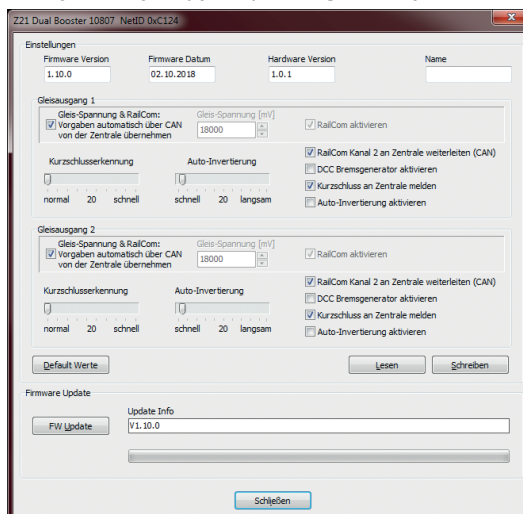 Z21 Dual Booster 10807 NetID 0xC124
Einstellungen
Firmware Version Firmware Datum Hardware Version Name
1.10.0 02.10.2018 1.0.1
Gleisausgang 1
Gleis-Spannung & RailCom: Gleis-Spannung [mV]
Vorgaben automatisch über CAN 18000 RailCom aktivieren
von der Zentrale übernehmen
RailCom Kanal 2 an Zentrale weiterleiten (CAN)
Kurzschlusserkennung Auto-Invertierung
DCC Bremsgenerator aktivieren
Kurzschluss an Zentrale melden
normal 20 schnell schnell 20 langsam Auto-Invertierung aktivieren
Gleisausgang 2
Gleis-Spannung & RailCom: Gleis-Spannung [mV]
Vorgaben automatisch über CAN 18000 RailCom aktivieren
von der Zentrale übernehmen
RailCom Kanal 2 an Zentrale weiterleiten (CAN)
Kurzschlusserkennung Auto-Invertierung DCC Bremsgenerator aktivieren
Kurzschluss an Zentrale melden
normal 20 schnell schnell 20 langsam Auto-Invertierung aktivieren
Default Werte Lesen Schreiben
Firmware Update
Update Info
FW Update V1.10.0
Schließen